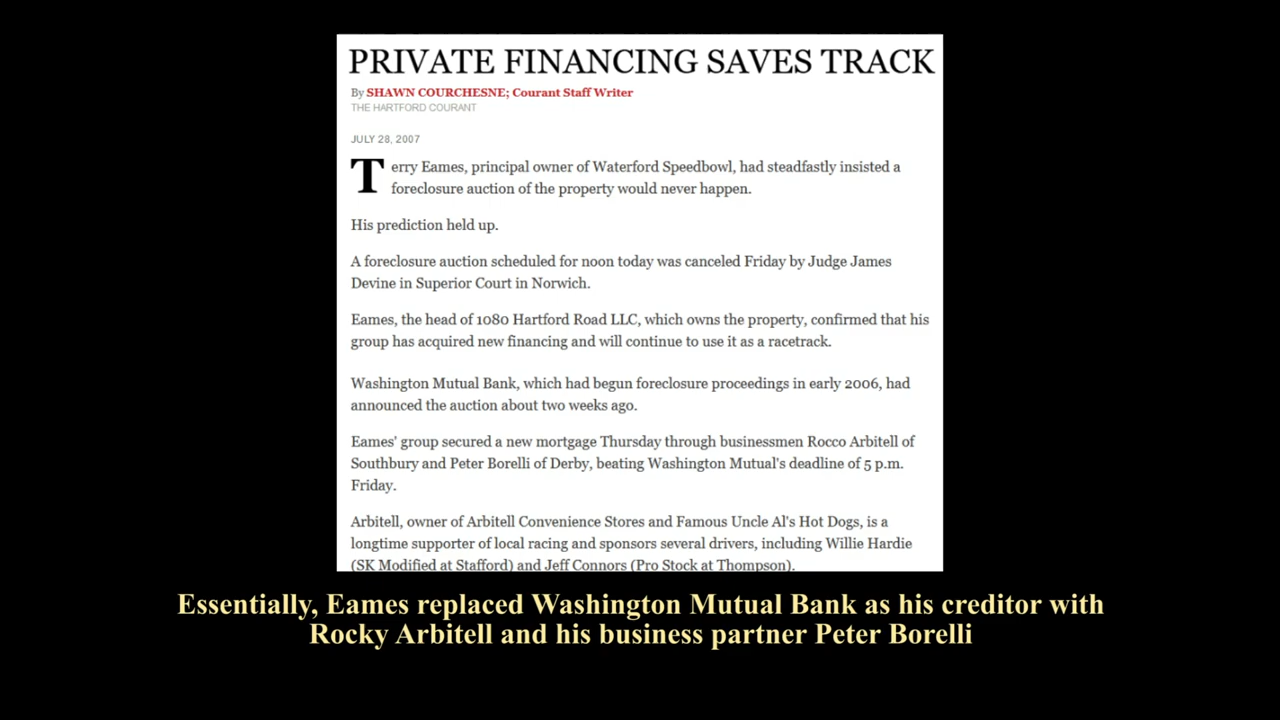 PRIVATE FINANCING SAVES TRACK
By SHAWN COURCHESNE; Courant Staff Writer
THE HARTFORD COURANT
JULY 28, 2007
Terry Eames, principal owner of Waterford Speedbowl, had steadfastly insisted a
foreclosure auction of the property would never happen.
His prediction held up.
A foreclosure auction scheduled for noon today was canceled Friday by Judge James
Devine in Superior Court in Norwich.
Eames, the head of 1080 Hartford Road LLC, which owns the property, confirmed that his
group has acquired new financing and will continue to use it as a racetrack.
Washington Mutual Bank, which had begun foreclosure proceedings in early 2006, had
announced the auction about two weeks ago.
Eames' group secured a new mortgage Thursday through businessmen Rocco Arbitell of
Southbury and Peter Borelli of Derby, beating Washington Mutual's deadline of 5 p.m.
Friday.
Arbitell, owner of Arbitell Convenience Stores and Famous Uncle Al's Hot Dogs, is a
longtime supporter of local racing and sponsors several drivers, including Willie Hardie
(SK Modified at Stafford) and Jeff Connors (Pro Stock at Thompson).
Essentially, Eames replaced Washington Mutual Bank as his creditor with
Rocky Arbitell and his business partner Peter Borelli